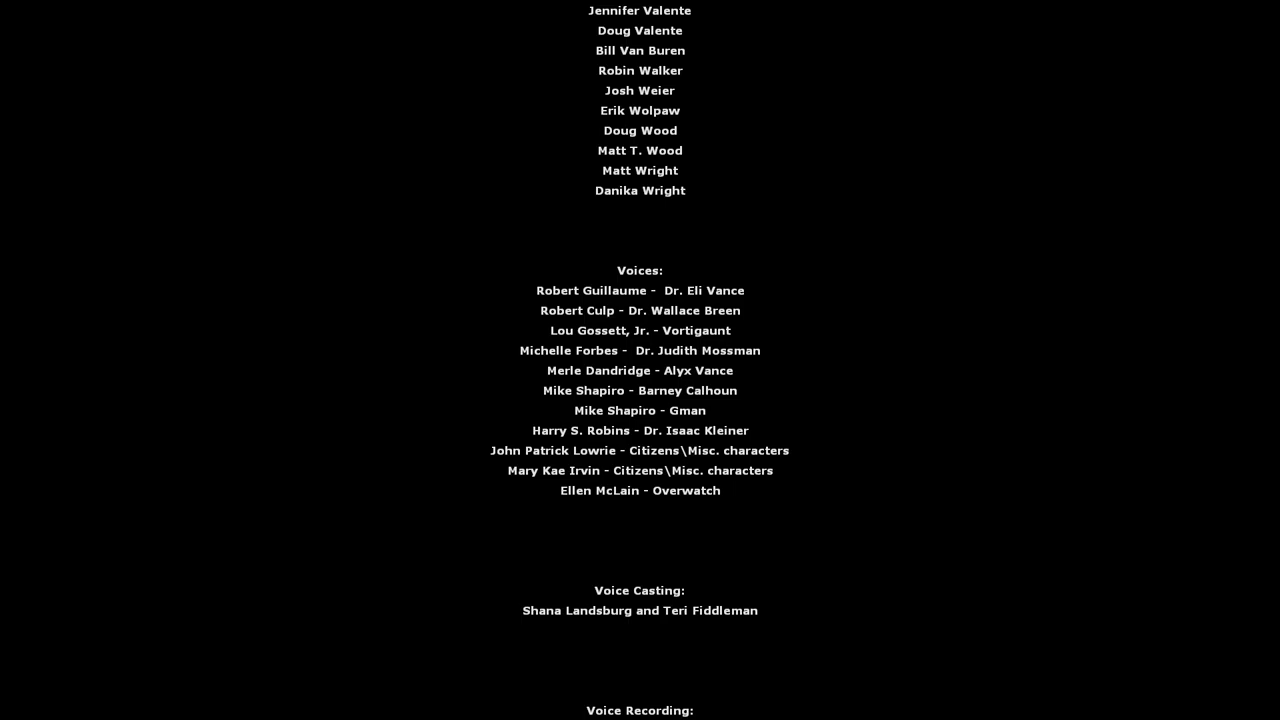 Jennifer Valente
Doug Valente
Bill Van Buren
Robin Walker
Josh Weier
Erik Wolpaw
Doug Wood
Matt T. Wood
Matt Wright
Danika Wright
Voices:
Robert Guillaume -  Dr. Eli Vance
Robert Culp - Dr. Wallace Breen
Lou Gossett, Jr. - Vortigaunt
Michelle Forbes -  Dr. Judith Mossman
Merle Dandridge - Alyx Vance
Mike Shapiro - Barney Calhoun
Mike Shapiro - Gman
Harry S. Robins - Dr. Isaac Kleiner
John Patrick Lowrie - Citizens\Misc. characters
Mary Kae Irvin - Citizens\Misc. characters
Ellen McLain - Overwatch
Voice Casting:
Shana Landsburg and Teri Fiddleman
Voice Recording: